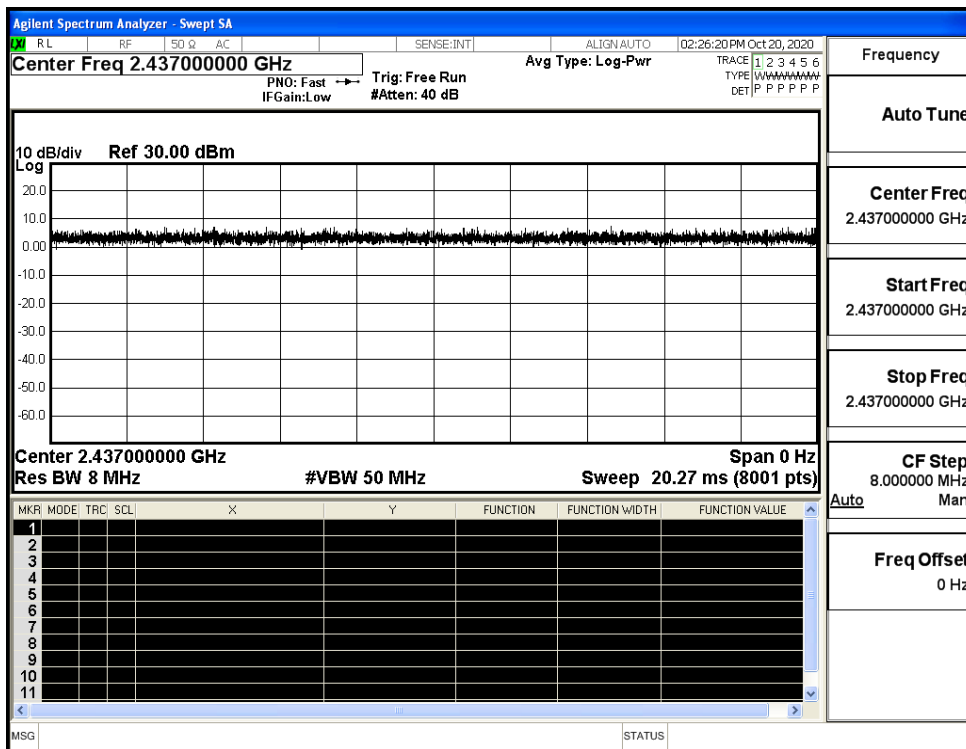 Agilent Spectrum Analyzer - Swept SA
LXI RL RF 50 Ω AC SENSE:INT ALIGNAUTO 02:26:20 PM Oct 20, 2020
Center Freq 2.437000000 GHz
PNO: Fast
IFGain:Low
Trig: Free Run
#Atten: 40 dB
Avg Type: Log-Pwr
TRACE 1 2 3 4 5 6
TYPE WWWWWW
DET P P P P P P
10 dB/div Ref 30.00 dBm
Log
20.0
10.0
0.00
-10.0
-20.0
-30.0
-40.0
-50.0
-60.0
Center 2.437000000 GHz Span 0 Hz
Res BW 8 MHz #VBW 50 MHz Sweep 20.27 ms (8001 pts)
MKR MODE TRC SCL X Y FUNCTION FUNCTION WIDTH FUNCTION VALUE
1
2
3
4
5
6
7
8
9
10
11
MSG STATUS
Frequency
Auto Tune
Center Freq
2.437000000 GHz
Start Freq
2.437000000 GHz
Stop Freq
2.437000000 GHz
CF Step
8.000000 MHz
Auto Man
Freq Offset
0 Hz